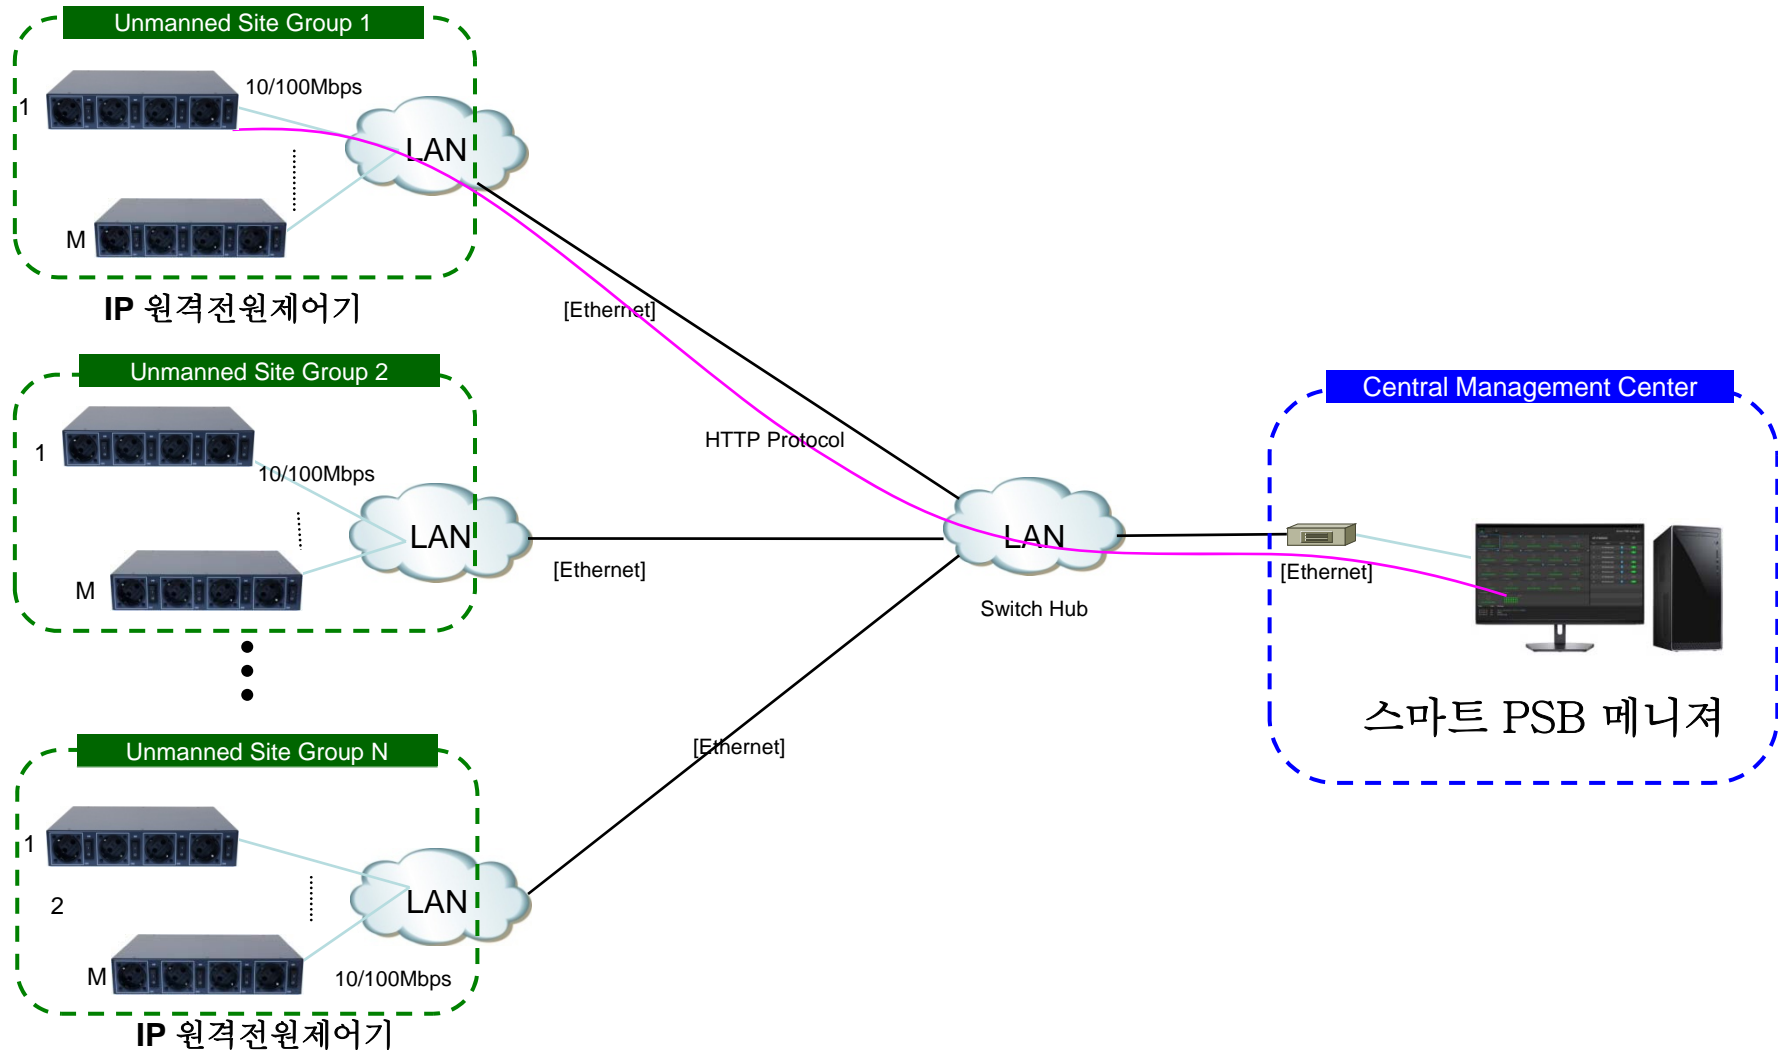 Unmanned Site Group 1
10/100Mbps
1
LAN
M
IP 원격전원제어기
[Ethernet]
Unmanned Site Group 2
1
10/100Mbps
LAN
M
[Ethernet]
HTTP Protocol
LAN
Switch Hub
Central Management Center
[Ethernet]
스마트 PSB 메니져
Unmanned Site Group N
[Ethernet]
1
2
LAN
M
10/100Mbps
IP 원격전원제어기